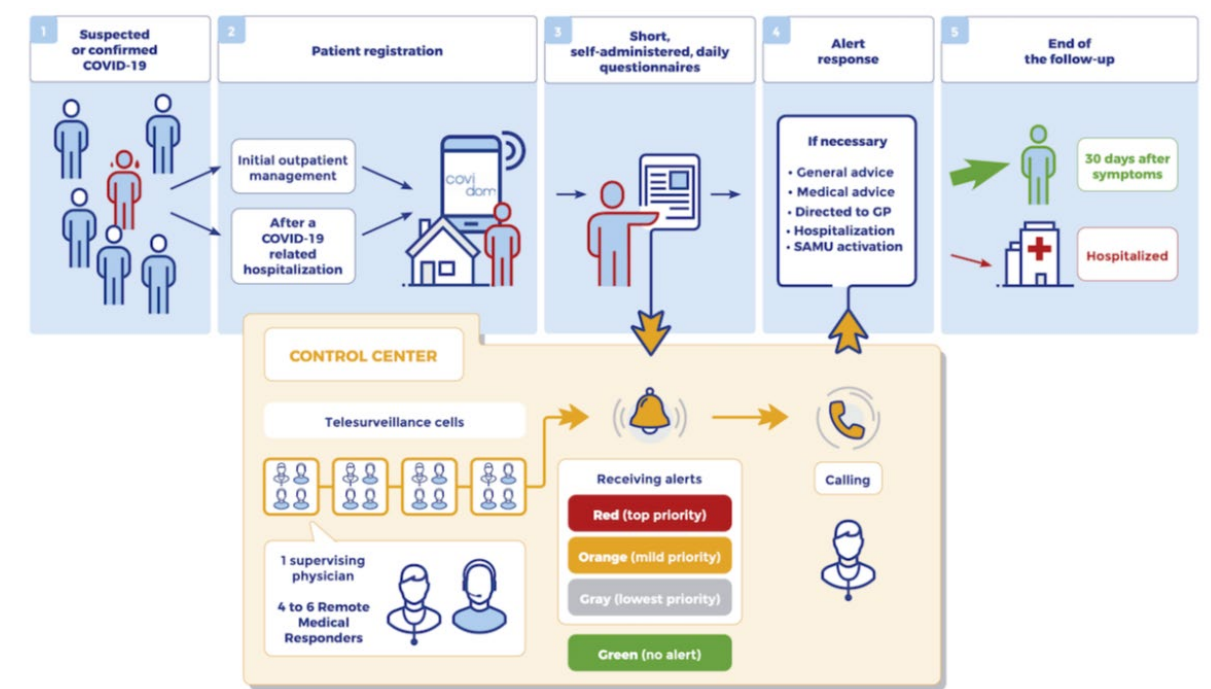 1
Suspected
or confirmed
COVID-19
2
Patient registration
3
Short,
self-administered, daily
questionnaires
4
Alert
response
5
End of
the follow-up
Initial outpatient
management
After a
COVID-19
related
hospitalization
covi
dom
If necessary
• General advice
• Medical advice
• Directed to GP
• Hospitalization
• SAMU activation
30 days after
symptoms
Hospitalized
CONTROL CENTER
Telesurveillance cells
1 supervising
physician
4 to 6 Remote
Medical
Responders
Receiving alerts
Red (top priority)
Orange (mild priority)
Gray (lowest priority)
Green (no alert)
Calling